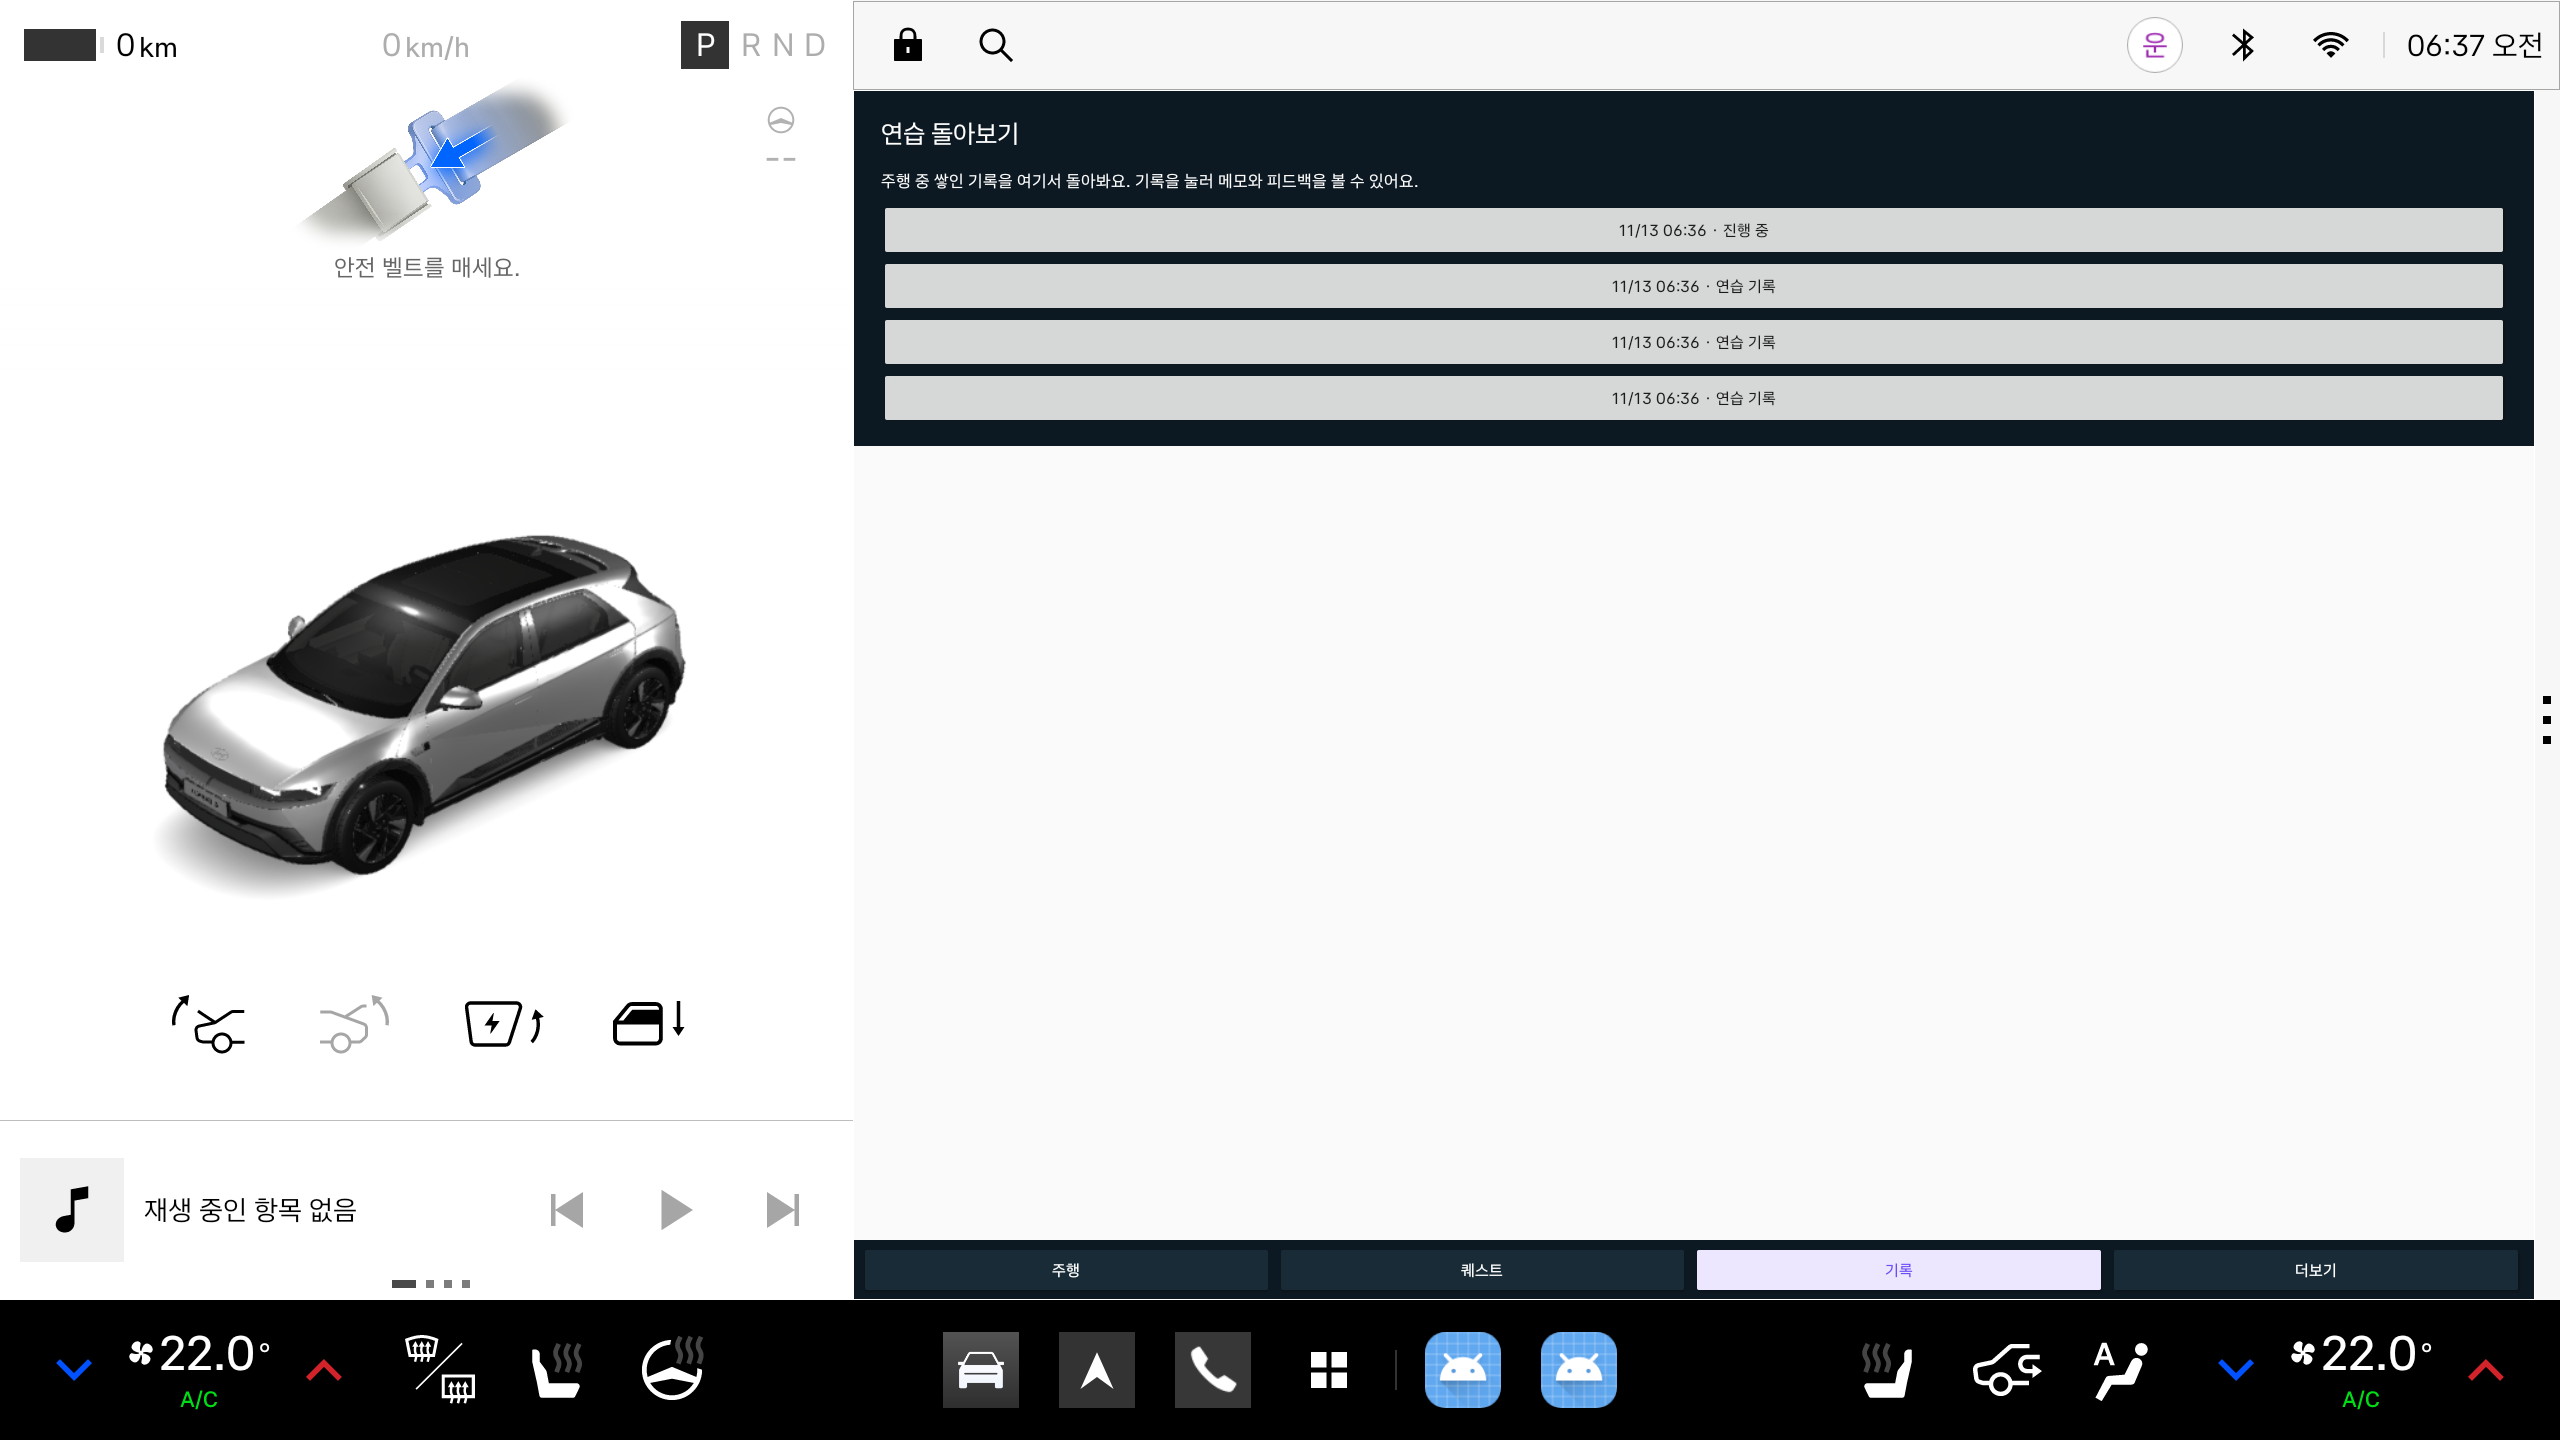 0 km
0 km/h
P R N D
안전 벨트를 매세요.
재생 중인 항목 없음
운
06:37 오전
연습 돌아보기
주행 중 쌓인 기록을 여기서 돌아봐요. 기록을 눌러 메모와 피드백을 볼 수 있어요.
11/13 06:36 · 진행 중
11/13 06:36 · 연습 기록
11/13 06:36 · 연습 기록
11/13 06:36 · 연습 기록
주행
퀘스트
기록
더보기
22.0°
A/C
A
22.0°
A/C